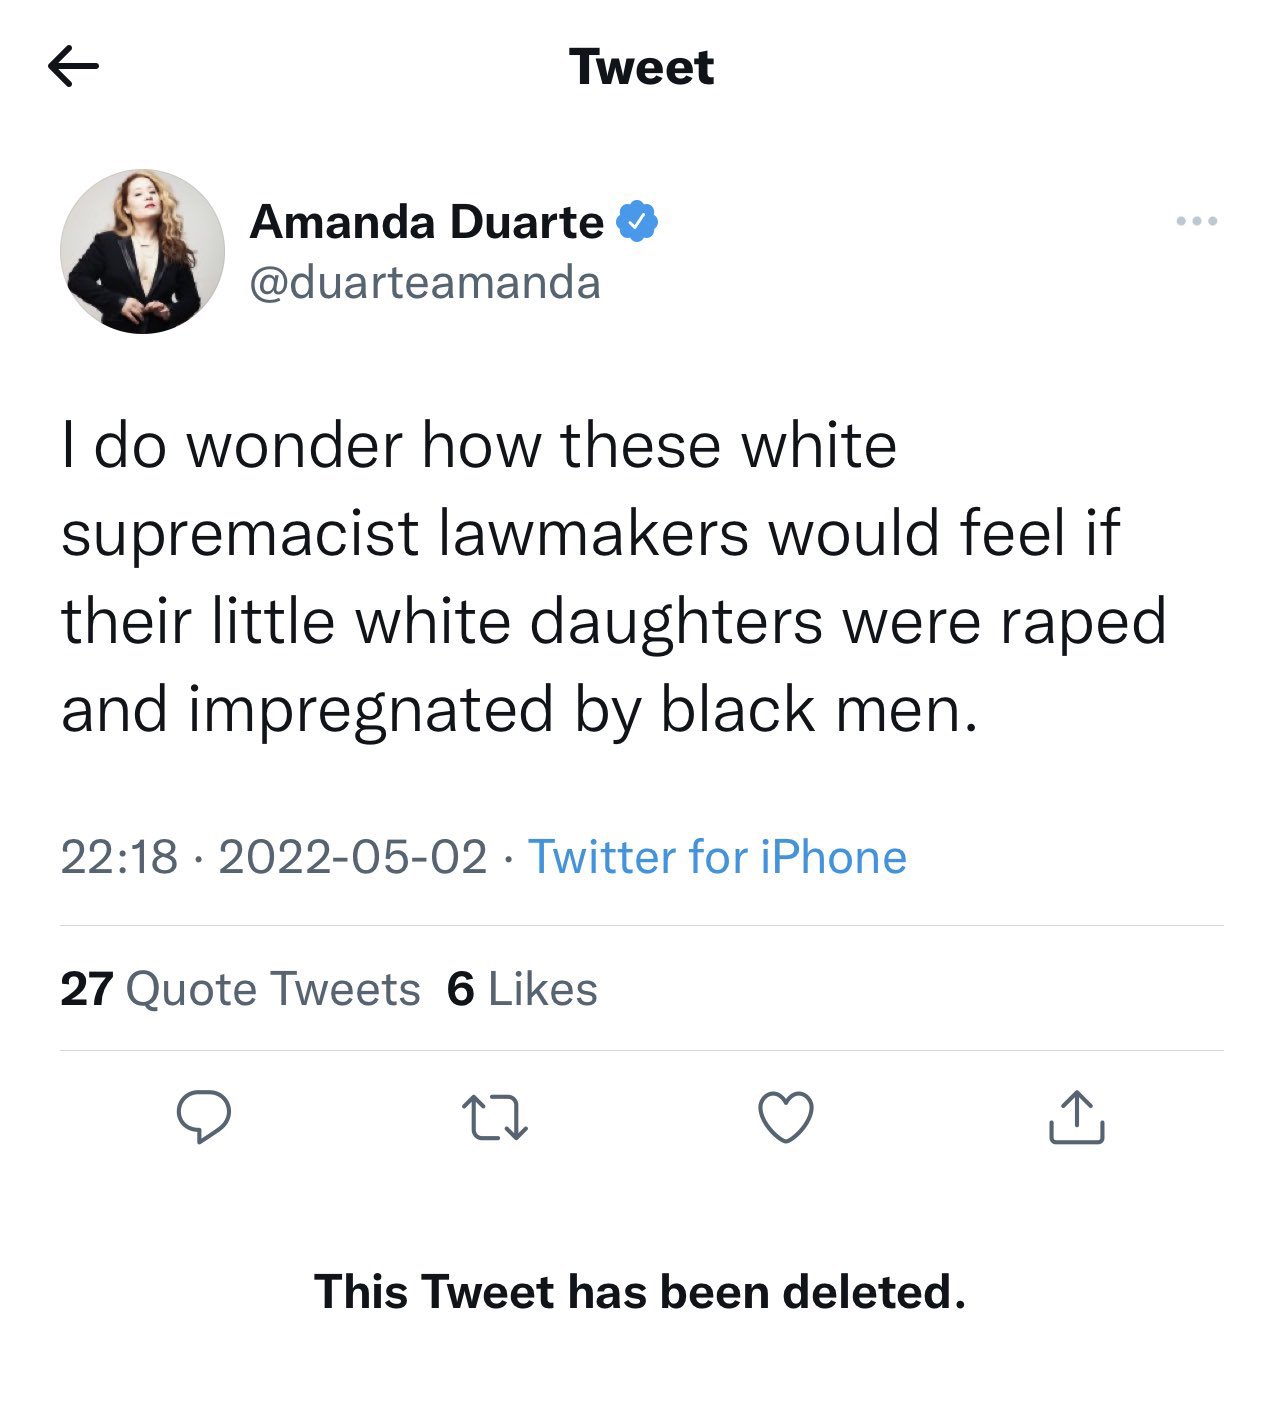 Tweet
Amanda Duarte
@duarteamanda
I do wonder how these white
supremacist lawmakers would feel if
their little white daughters were raped
and impregnated by black men.
22:18 · 2022-05-02 · Twitter for iPhone
27 Quote Tweets 6 Likes
This Tweet has been deleted.